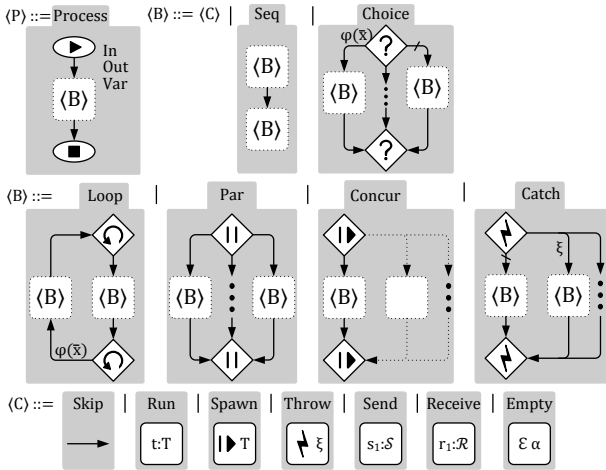 ⟨P⟩ ::= Process
In
Out
Var
⟨B⟩
⟨B⟩ ::= ⟨C⟩ | Seq | Choice
⟨B⟩
⟨B⟩
φ(x̄)
?
⟨B⟩
⟨B⟩
?
⟨B⟩ ::= Loop | Par | Concur | Catch
⟨B⟩ ⟨B⟩
φ(x̄)
⟨B⟩ ⟨B⟩
⟨B⟩
ξ
⟨B⟩ ⟨B⟩
⟨C⟩ ::= Skip | Run | Spawn | Throw | Send | Receive | Empty
t:T
T
ξ
s₁:𝒮
r₁:ℛ
ℰ α